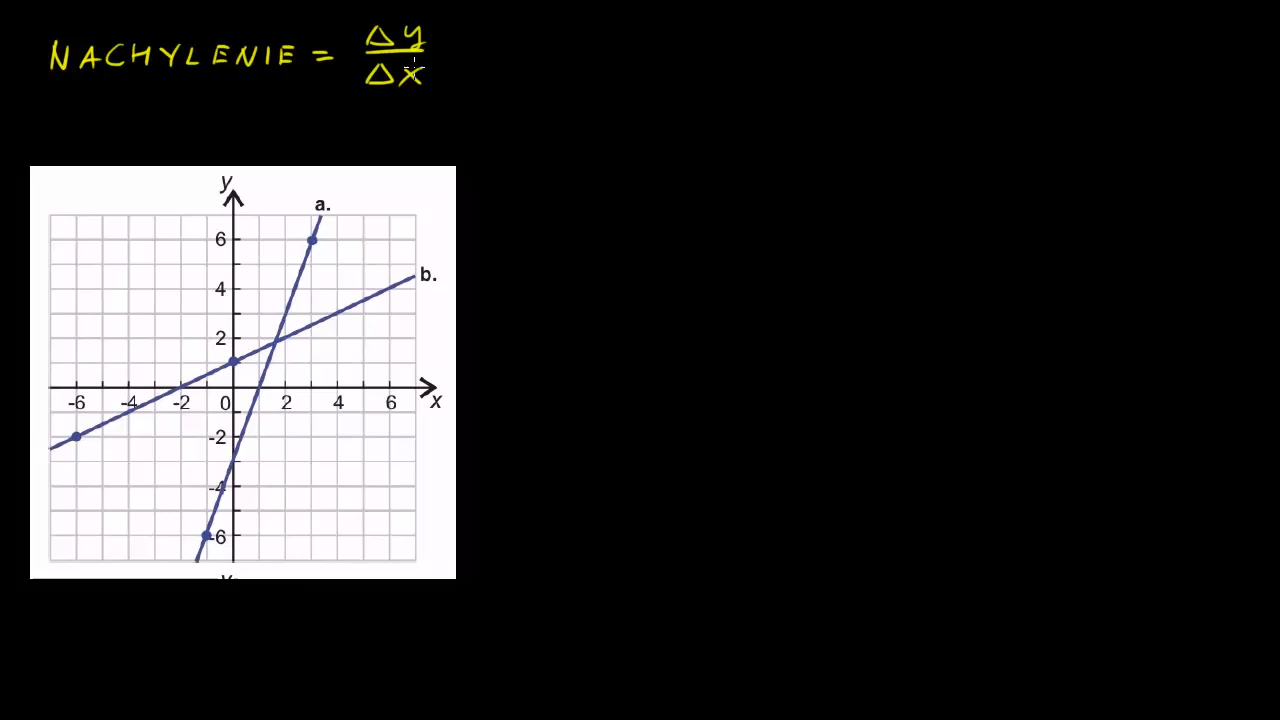 NACHYLENIE = Δy/Δx
y
a.
6
b.
4
2
-6 -4 -2 0 2 4 6 x
-2
-4
-6